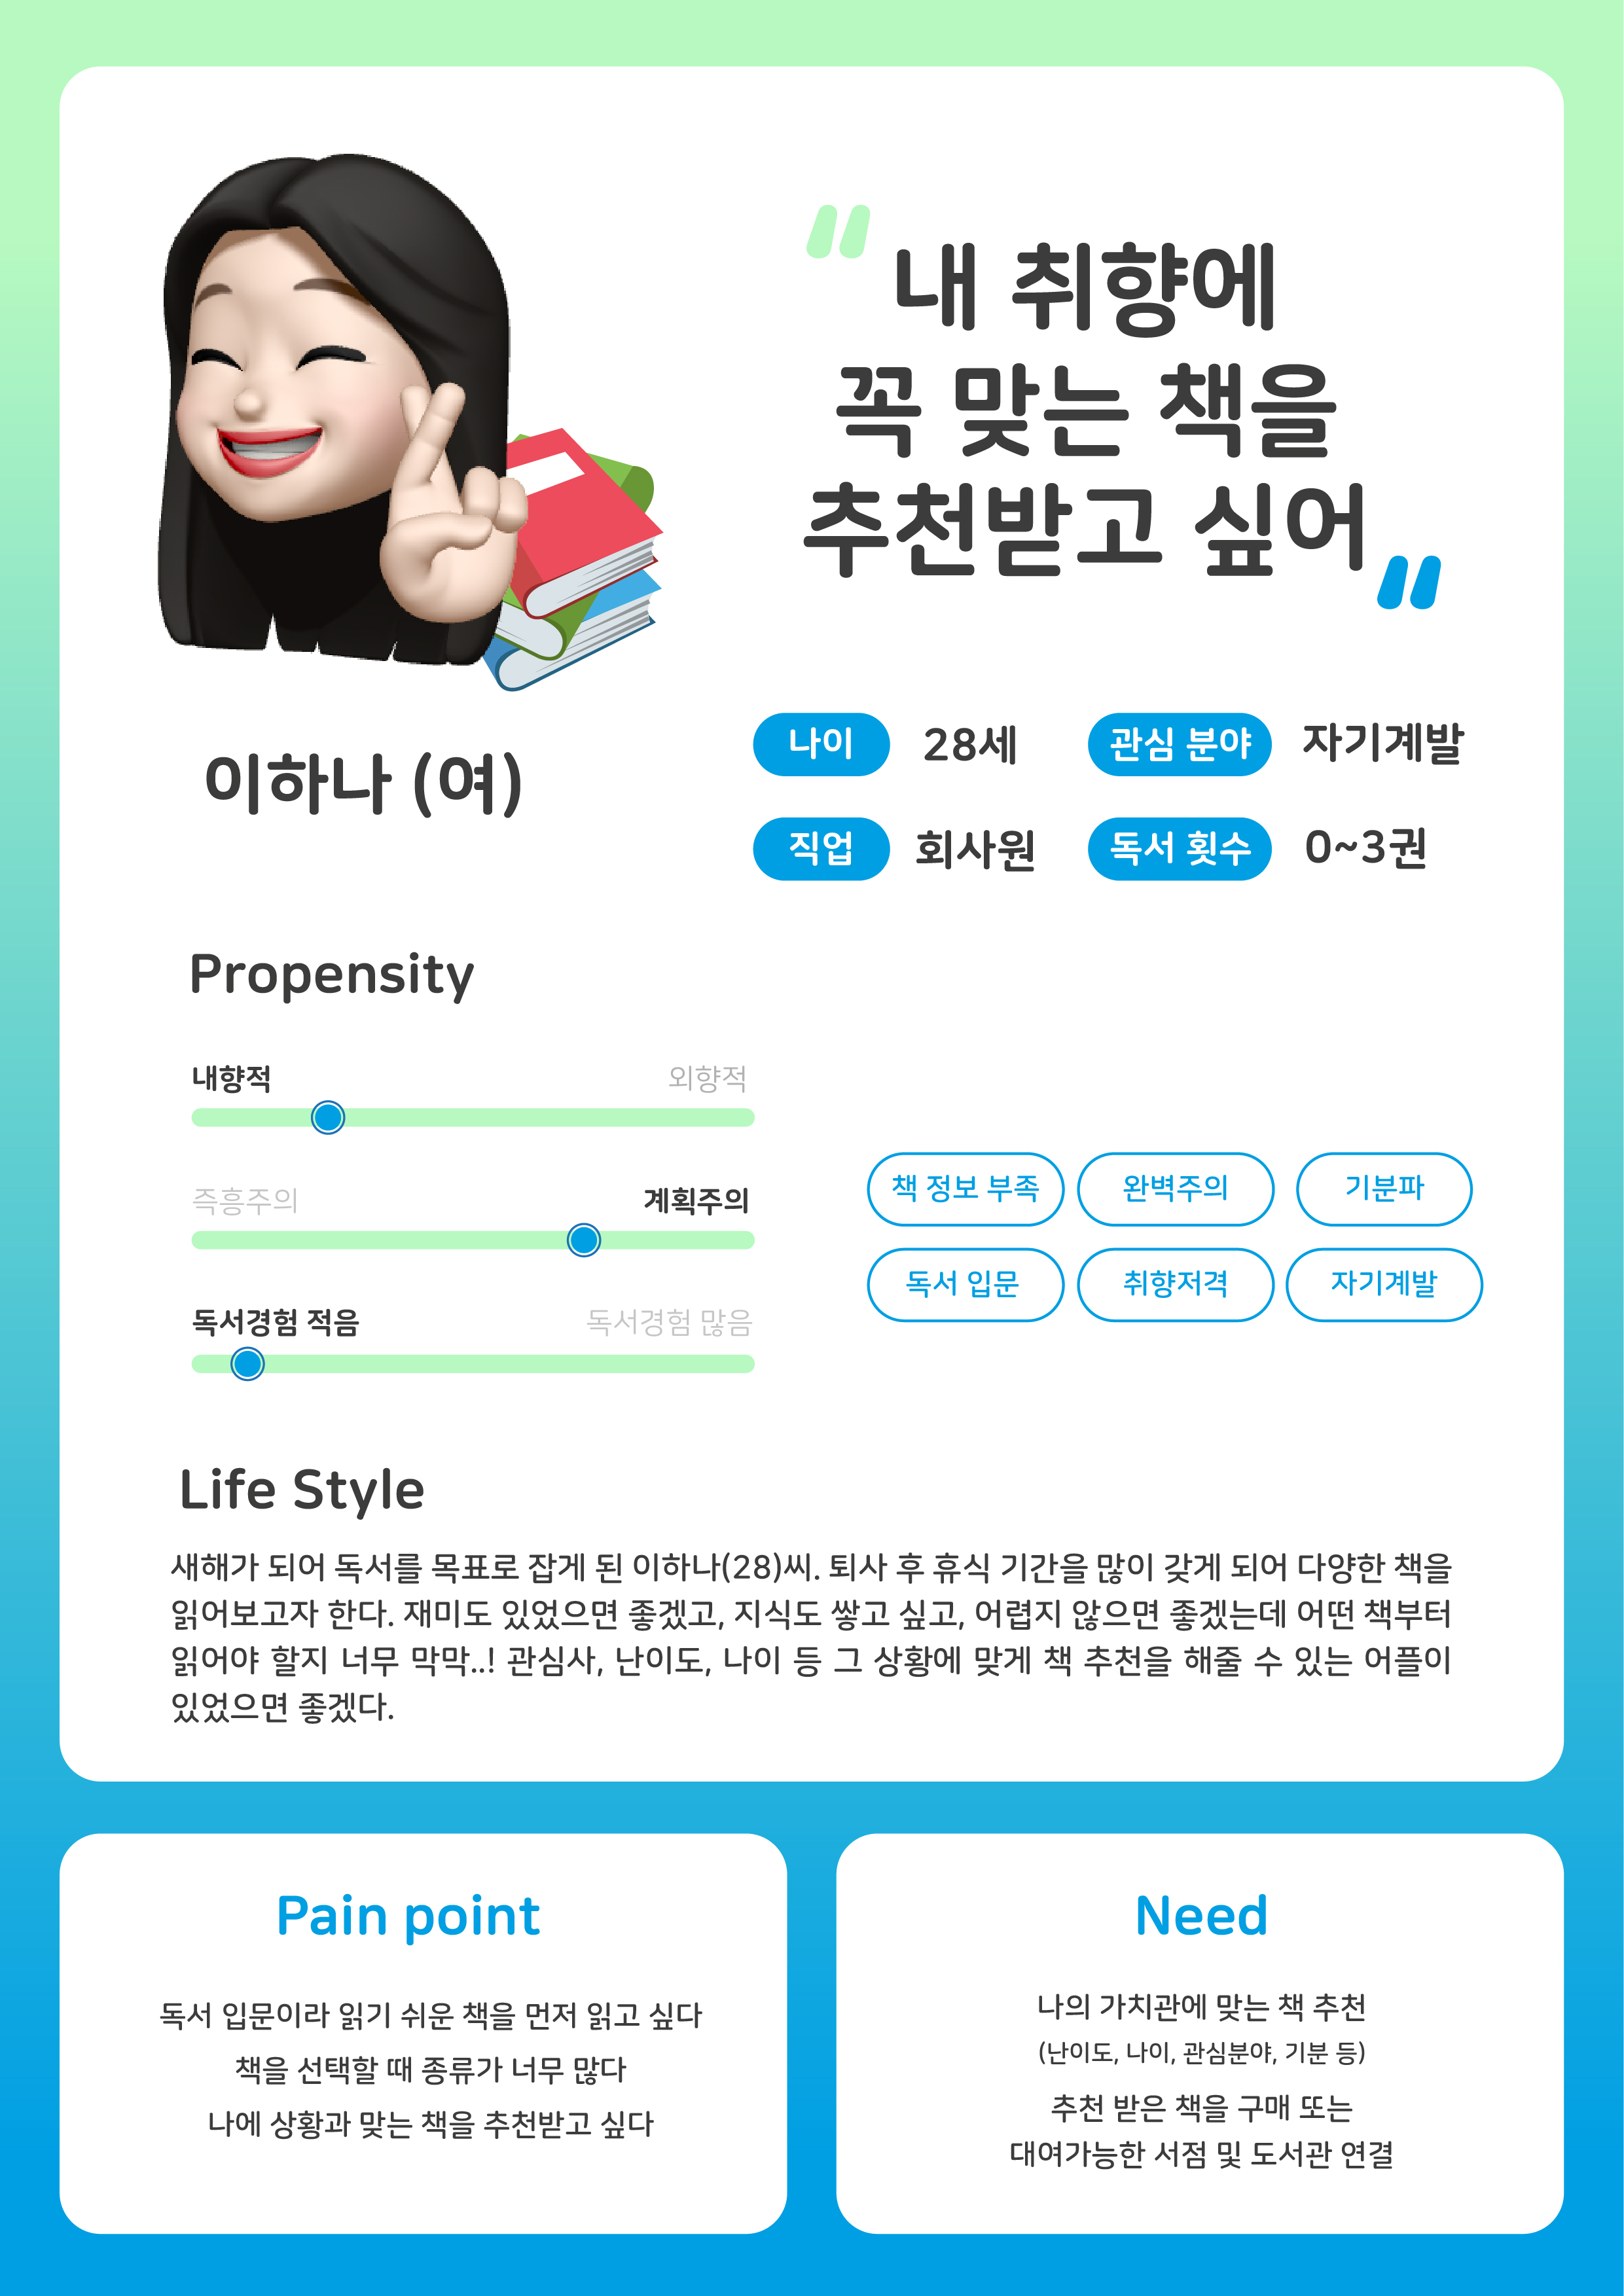 내 취향에
꼭 맞는 책을
추천받고 싶어
이하나 (여)
나이 28세 관심 분야 자기계발
직업 회사원 독서 횟수 0~3권
Propensity
내향적 외향적
즉흥주의 계획주의
독서경험 적음 독서경험 많음
책 정보 부족 완벽주의 기분파
독서 입문 취향저격 자기계발
Life Style
새해가 되어 독서를 목표로 잡게 된 이하나(28)씨. 퇴사 후 휴식 기간을 많이 갖게 되어 다양한 책을
읽어보고자 한다. 재미도 있었으면 좋겠고, 지식도 쌓고 싶고, 어렵지 않으면 좋겠는데 어떤 책부터
읽어야 할지 너무 막막..! 관심사, 난이도, 나이 등 그 상황에 맞게 책 추천을 해줄 수 있는 어플이
있었으면 좋겠다.
Pain point
독서 입문이라 읽기 쉬운 책을 먼저 읽고 싶다
책을 선택할 때 종류가 너무 많다
나에 상황과 맞는 책을 추천받고 싶다
Need
나의 가치관에 맞는 책 추천
(난이도, 나이, 관심분야, 기분 등)
추천 받은 책을 구매 또는
대여가능한 서점 및 도서관 연결